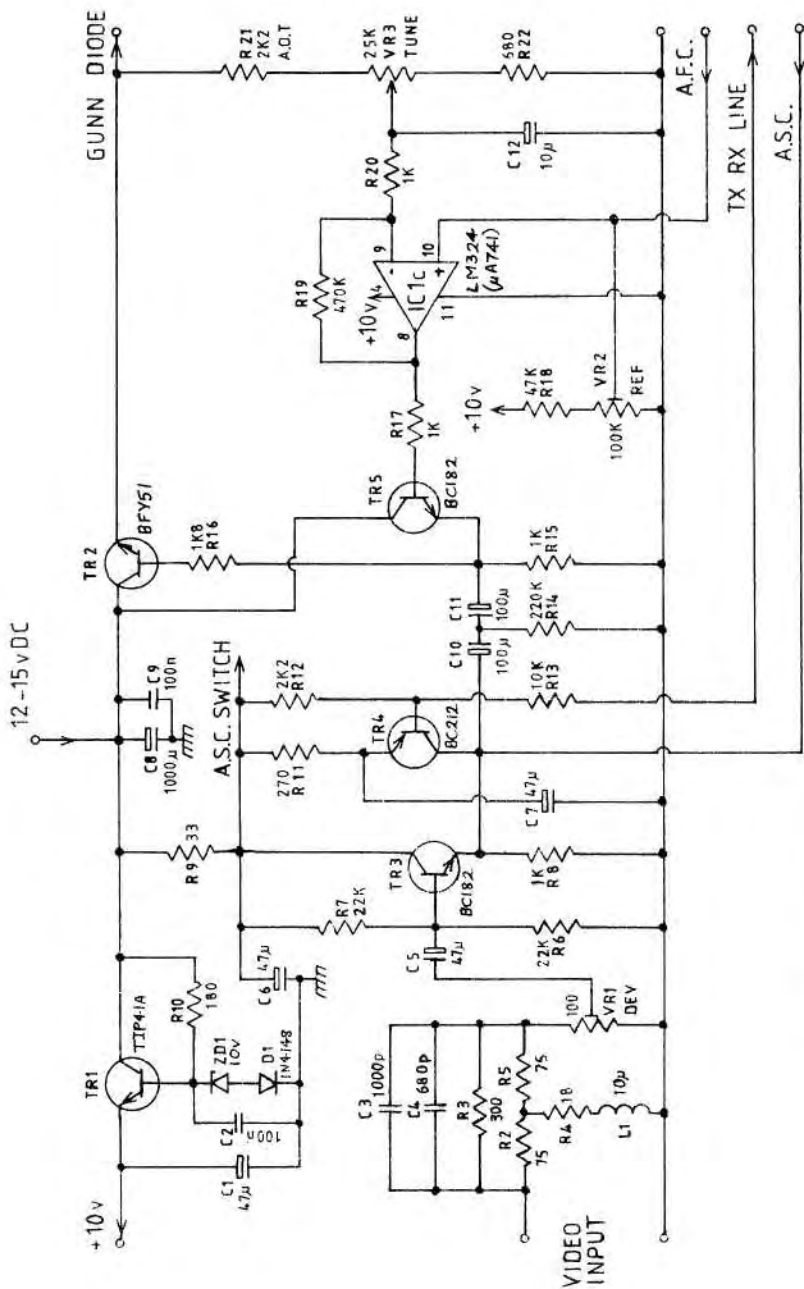 12-15v DC
GUNN DIODE
+10v
TR1
TIP41A
R10
180
ZD1
10v
D1
1N4148
C1
47µ
C2
100n
C6
47µ
R9 33
C8
1000µ
C9
100n
A.S.C. SWITCH
TR2
BFY51
1K8
R16
R21
2K2
A.O.T
25K
VR3
TUNE
680
R22
R20
1K
C12
10µ
R19
470K
+10v
4
9
-
IC1c
8
10
+
11
LM324
(µA741)
R17
1K
TR5
BC182
+10v
47K
R18
VR2
100K
REF
A.F.C.
TX RX LINE
A.S.C.
2K2
R12
270
R11
TR4
BC212
C10
100µ
C11
100µ
1K
R15
220K
R14
10K
R13
C7
47µ
R7
22K
TR3
BC182
1K
R8
C5
47µ
22K
R6
C3
1000p
C4
680p
R3
300
R2
75
R5
75
100
VR1
DEV
R4
18
L1
10µ
VIDEO
INPUT